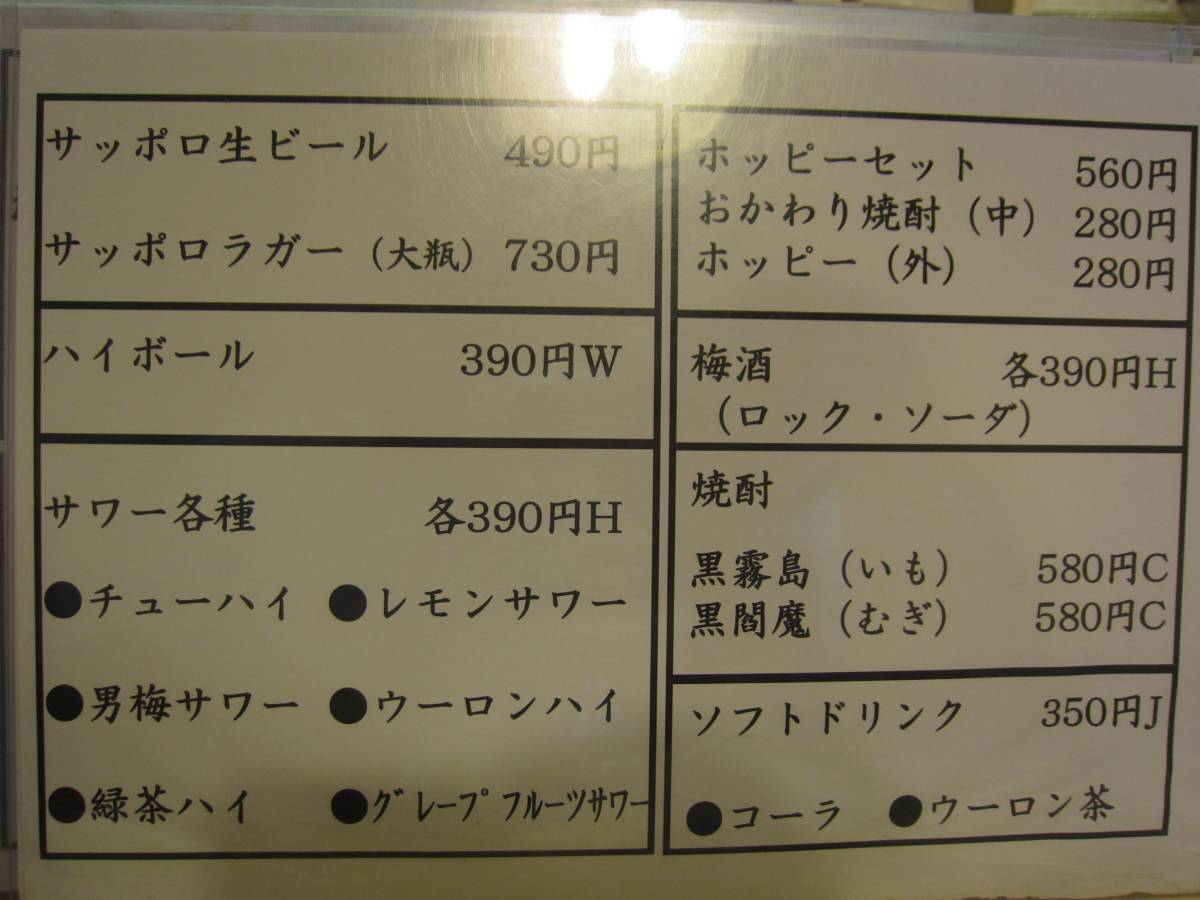 サッポロ生ビール 490円
サッポロラガー（大瓶） 730円
ハイボール 390円W
サワー各種 各390円H
●チューハイ ●レモンサワー
●男梅サワー ●ウーロンハイ
●緑茶ハイ ●グレープフルーツサワー
ホッピーセット 560円
おかわり焼酎（中） 280円
ホッピー（外） 280円
梅酒 各390円H
（ロック・ソーダ）
焼酎
黒霧島（いも） 580円C
黒閻魔（むぎ） 580円C
ソフトドリンク 350円J
●コーラ ●ウーロン茶